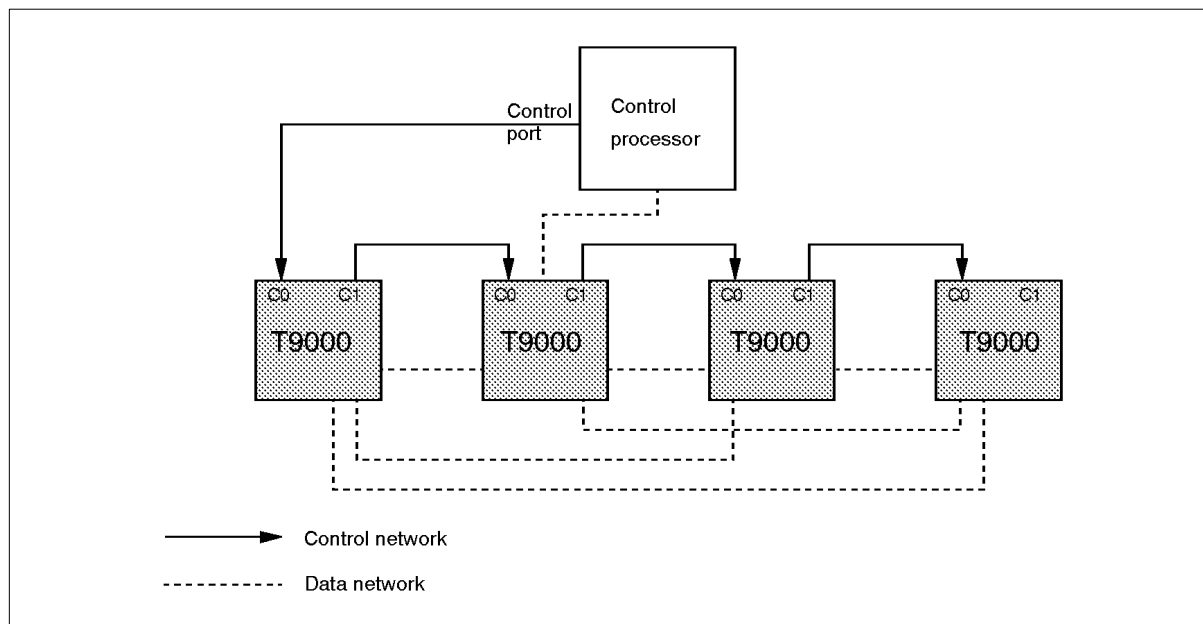 Control
port
Control
processor
C0 C1
T9000
C0 C1
T9000
C0 C1
T9000
C0 C1
T9000
Control network
Data network